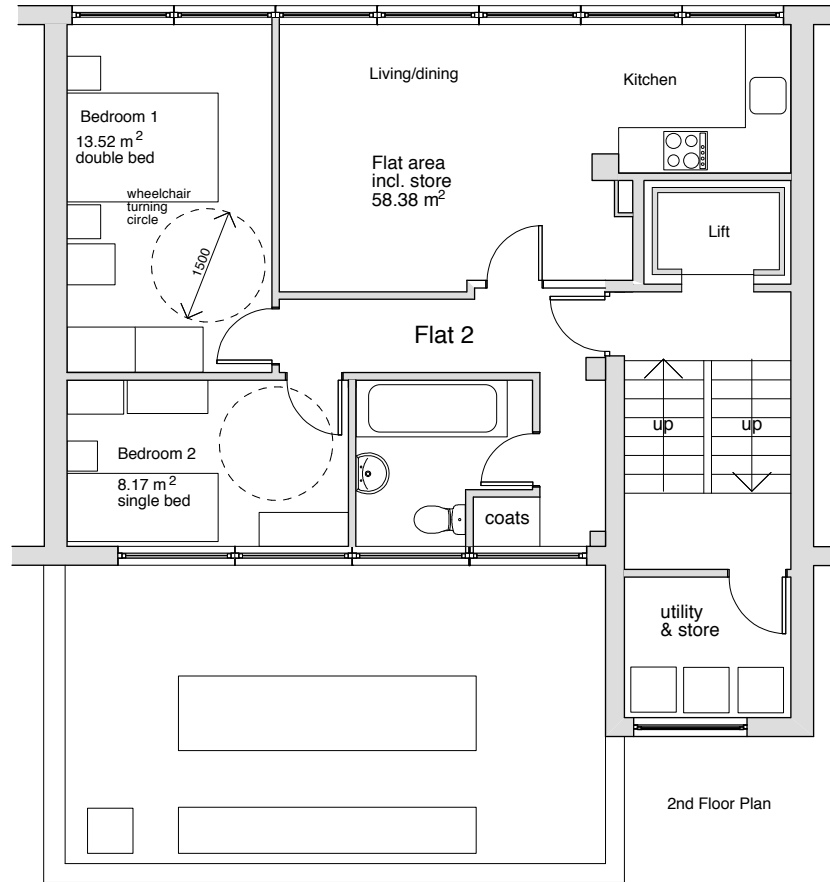 Living/dining
Kitchen
Bedroom 1
13.52 m²
double bed
Flat area
incl. store
58.38 m²
wheelchair
turning
circle
1500
Lift
Flat 2
up
up
Bedroom 2
8.17 m²
single bed
coats
utility
& store
2nd Floor Plan